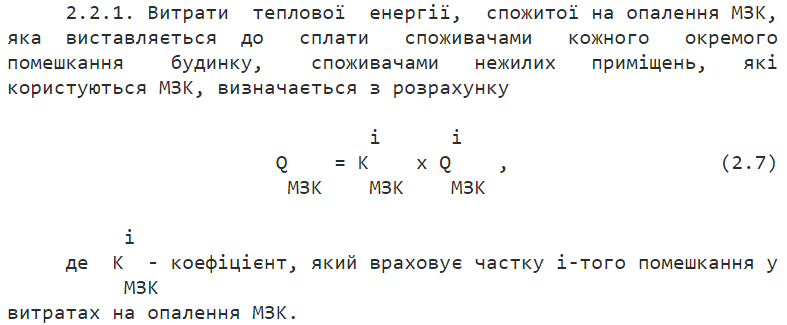 2.2.1. Витрати теплової енергії, спожитої на опалення МЗК,
яка виставляється до сплати споживачами кожного окремого
помешкання будинку, споживачами нежилих приміщень, які
користуються МЗК, визначається з розрахунку
i i
Q = K x Q , (2.7)
МЗК МЗК МЗК
i
де K - коефіцієнт, який враховує частку i-того помешкання у
МЗК
витратах на опалення МЗК.